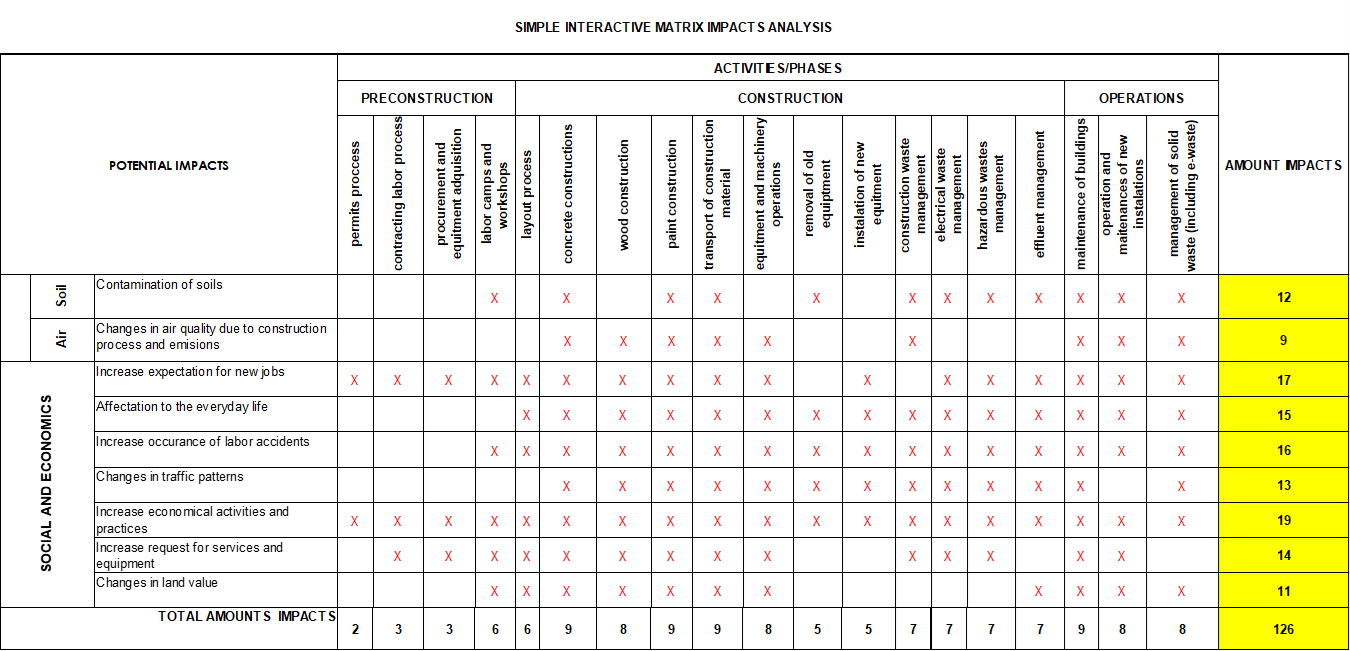 SIMPLE INTERACTIVE MATRIX IMPACTS ANALYSIS
POTENTIAL IMPACTS
ACTIVITIES/PHASES
AMOUNT IMPACTS
PRECONSTRUCTION
CONSTRUCTION
OPERATIONS
permits proccess
contracting labor process
procurement and
equitment adquisition
labor camps and
workshops
layout process
concrete constructions
wood construction
paint construction
transport of construction
material
equitment and machinery
operations
removal of old
equiptment
instalation of new
equitment
construction waste
management
electrical waste
management
hazardous wastes
management
effluent management
maintenance of buildings
operation and
maitenances of new
instalations
management of solid
waste (including e-waste)
Soil
Contamination of soils
X X X X X X X X X X X X
12
Air
Changes in air quality due to construction
process and emisions
X X X X X X X X X
9
SOCIAL AND ECONOMICS
Increase expectation for new jobs
X X X X X X X X X X X X X X X X X
17
Affectation to the everyday life
X X X X X X X X X X X X X X X
15
Increase occurance of labor accidents
X X X X X X X X X X X X X X X X
16
Changes in traffic patterns
X X X X X X X X X X X X X
13
Increase economical activities and
practices
X X X X X X X X X X X X X X X X X X X
19
Increase request for services and
equipment
X X X X X X X X X X X X X X
14
Changes in land value
X X X X X X X X X X X
11
TOTAL AMOUNTS IMPACTS
2 3 3 6 6 9 8 9 9 8 5 5 7 7 7 7 9 8 8
126